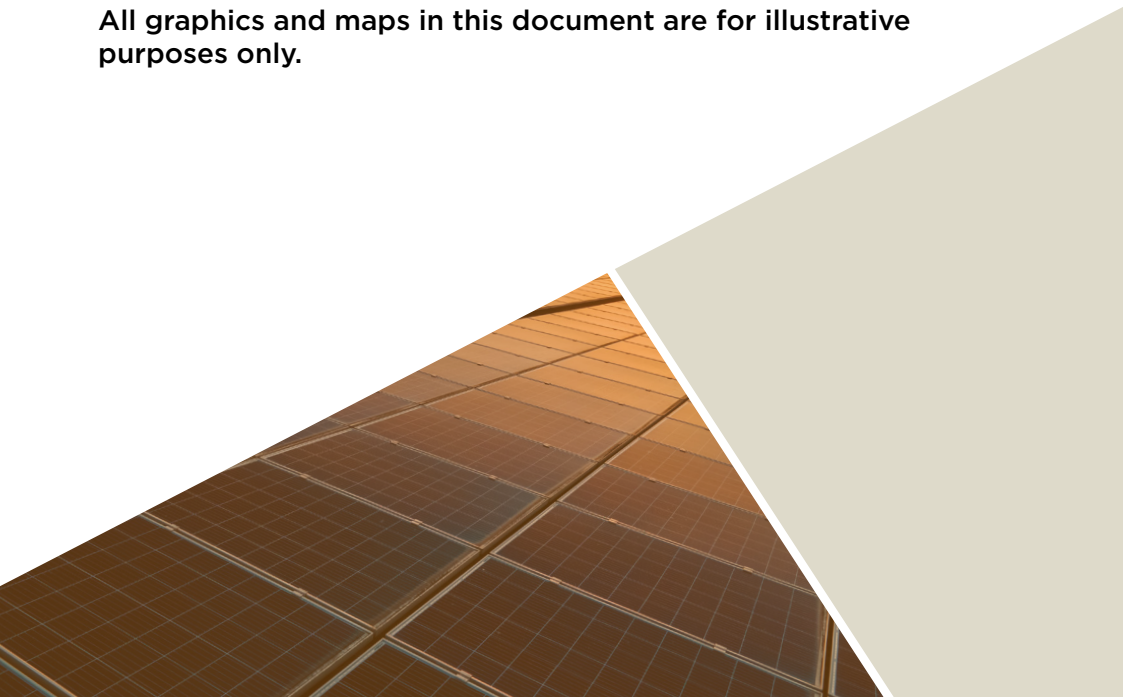 All graphics and maps in this document are for illustrative
purposes only.